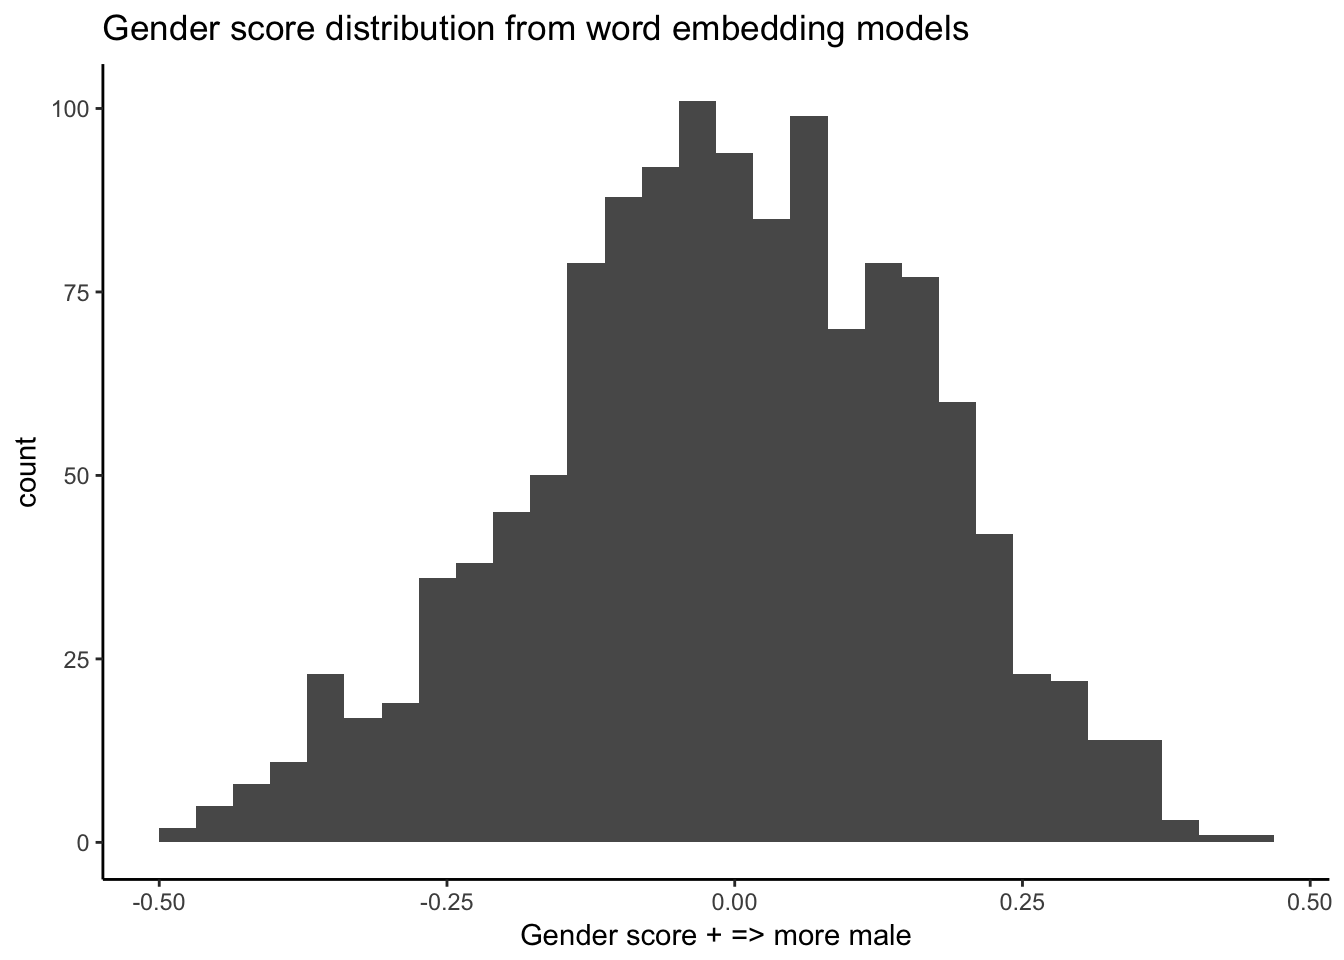 Gender score distribution from word embedding models
100
75
50
25
0
count
-0.50 -0.25 0.00 0.25 0.50
Gender score + => more male